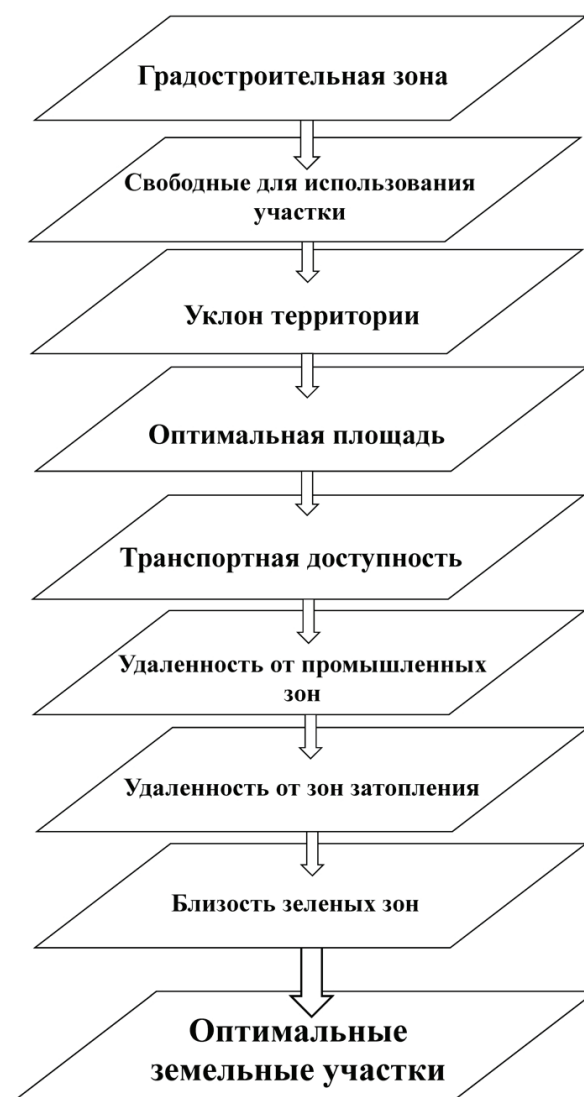 Градостроительная зона
Свободные для использования
участки
Уклон территории
Оптимальная площадь
Транспортная доступность
Удаленность от промышленных
зон
Удаленность от зон затопления
Близость зеленых зон
Оптимальные
земельные участки